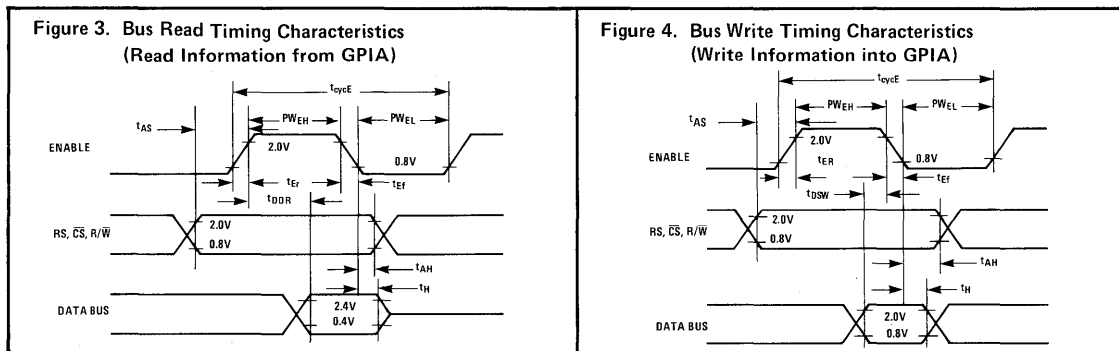 Figure 3. Bus Read Timing Characteristics
(Read Information from GPIA)
tcycE
PWEH
PWEL
tAS
ENABLE
2.0V
0.8V
tEr
tEf
tDDR
RS, C̅S̅, R/W̅
2.0V
0.8V
tAH
tH
DATA BUS
2.4V
0.4V
Figure 4. Bus Write Timing Characteristics
(Write Information into GPIA)
tcycE
PWEH
PWEL
tAS
ENABLE
2.0V
0.8V
tER
tEf
tDSW
RS, C̅S̅, R/W̅
2.0V
0.8V
tAH
tH
DATA BUS
2.0V
0.8V